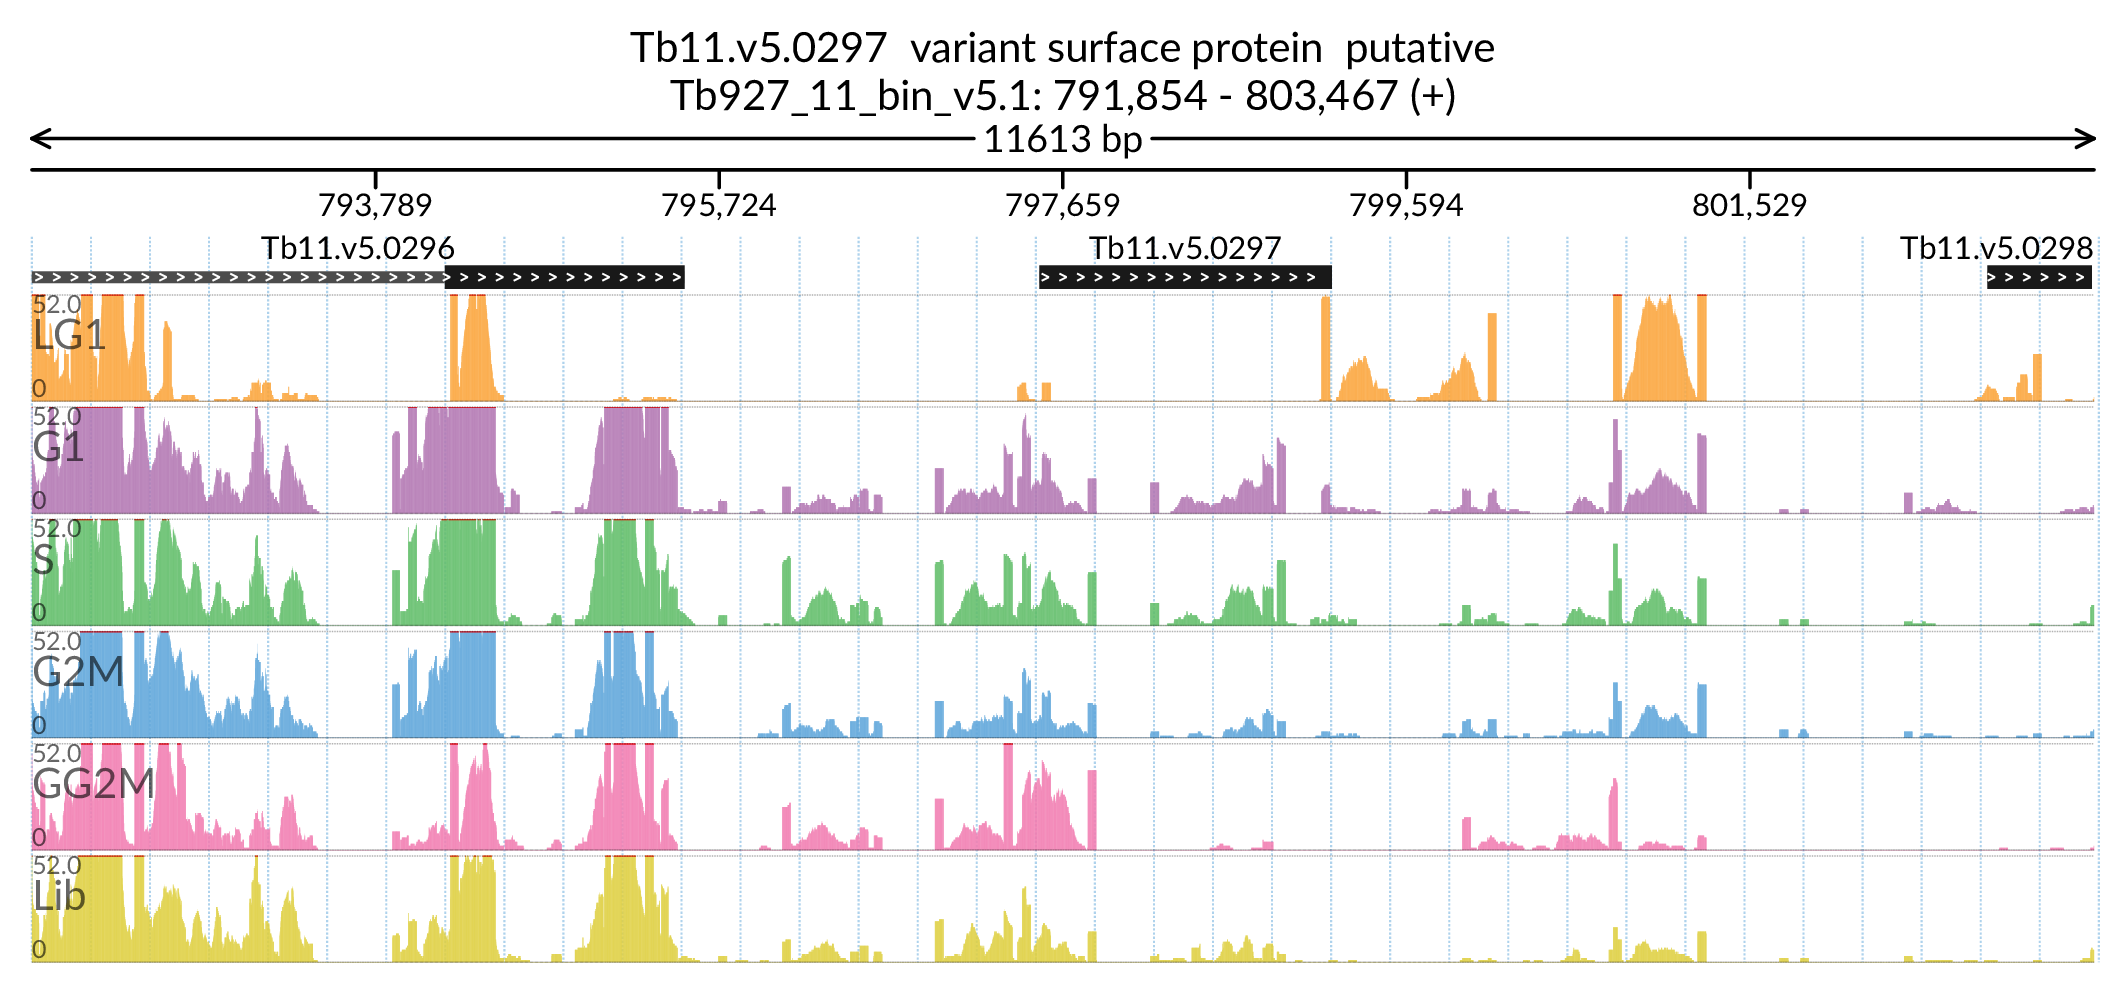 Tb11.v5.0297  variant surface protein  putative
Tb927_11_bin_v5.1: 791,854 - 803,467 (+)
11613 bp
793,789 795,724 797,659 799,594 801,529
Tb11.v5.0296 Tb11.v5.0297 Tb11.v5.0298
52.0
LG1
0
52.0
G1
0
52.0
S
0
52.0
G2M
0
52.0
GG2M
0
52.0
Lib
0